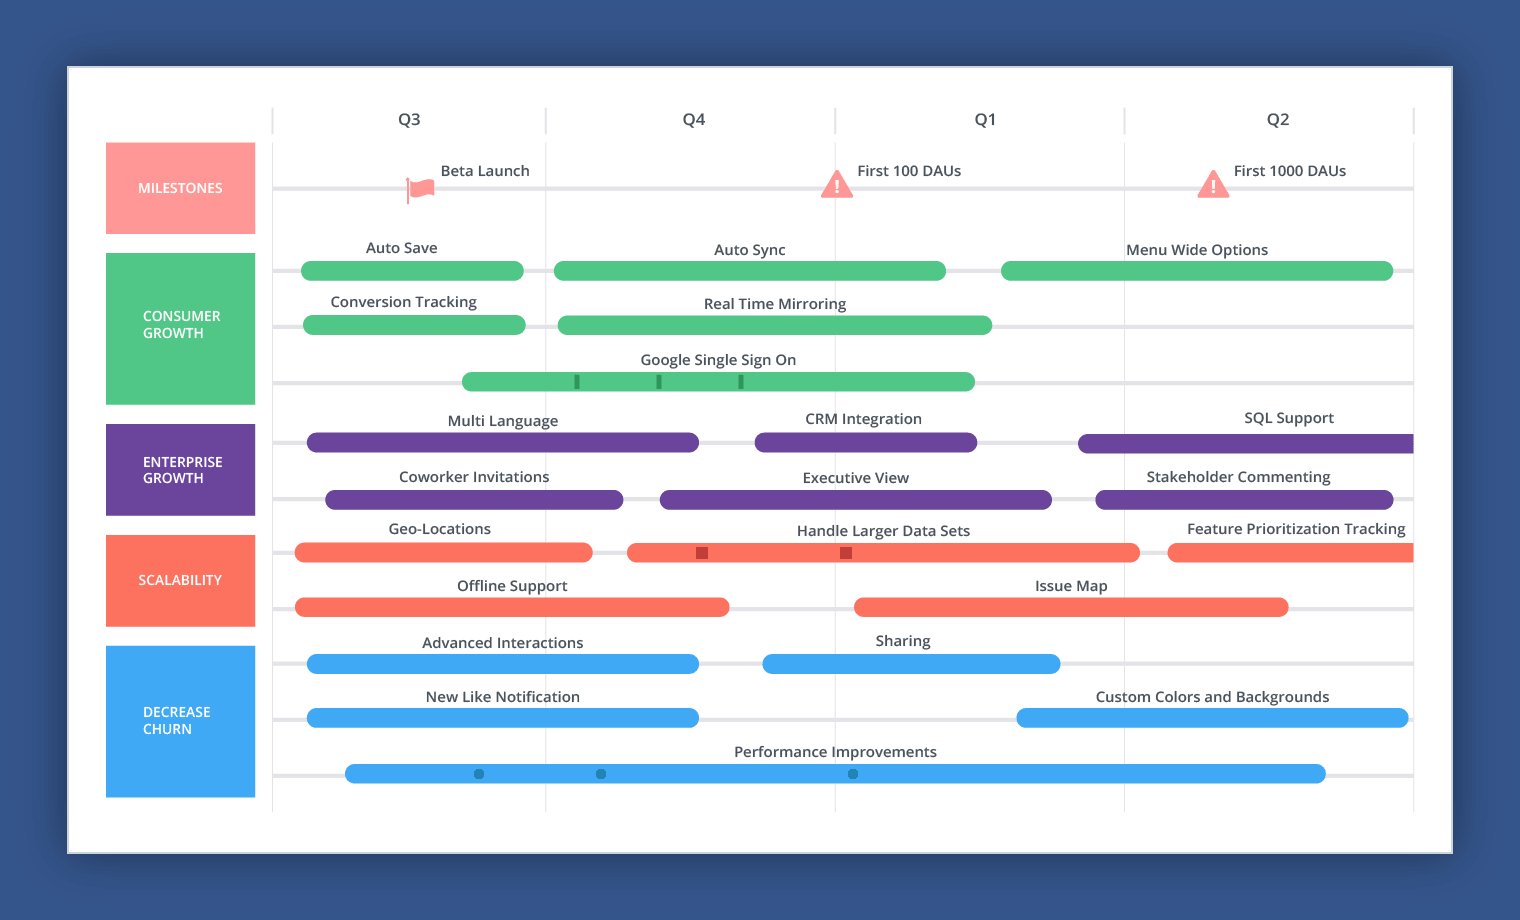 Q3 Q4 Q1 Q2
MILESTONES
Beta Launch
First 100 DAUs
First 1000 DAUs
CONSUMER
GROWTH
Auto Save
Auto Sync
Menu Wide Options
Conversion Tracking
Real Time Mirroring
Google Single Sign On
ENTERPRISE
GROWTH
Multi Language
CRM Integration
SQL Support
Coworker Invitations
Executive View
Stakeholder Commenting
SCALABILITY
Geo-Locations
Handle Larger Data Sets
Feature Prioritization Tracking
Offline Support
Issue Map
DECREASE
CHURN
Advanced Interactions
Sharing
New Like Notification
Custom Colors and Backgrounds
Performance Improvements